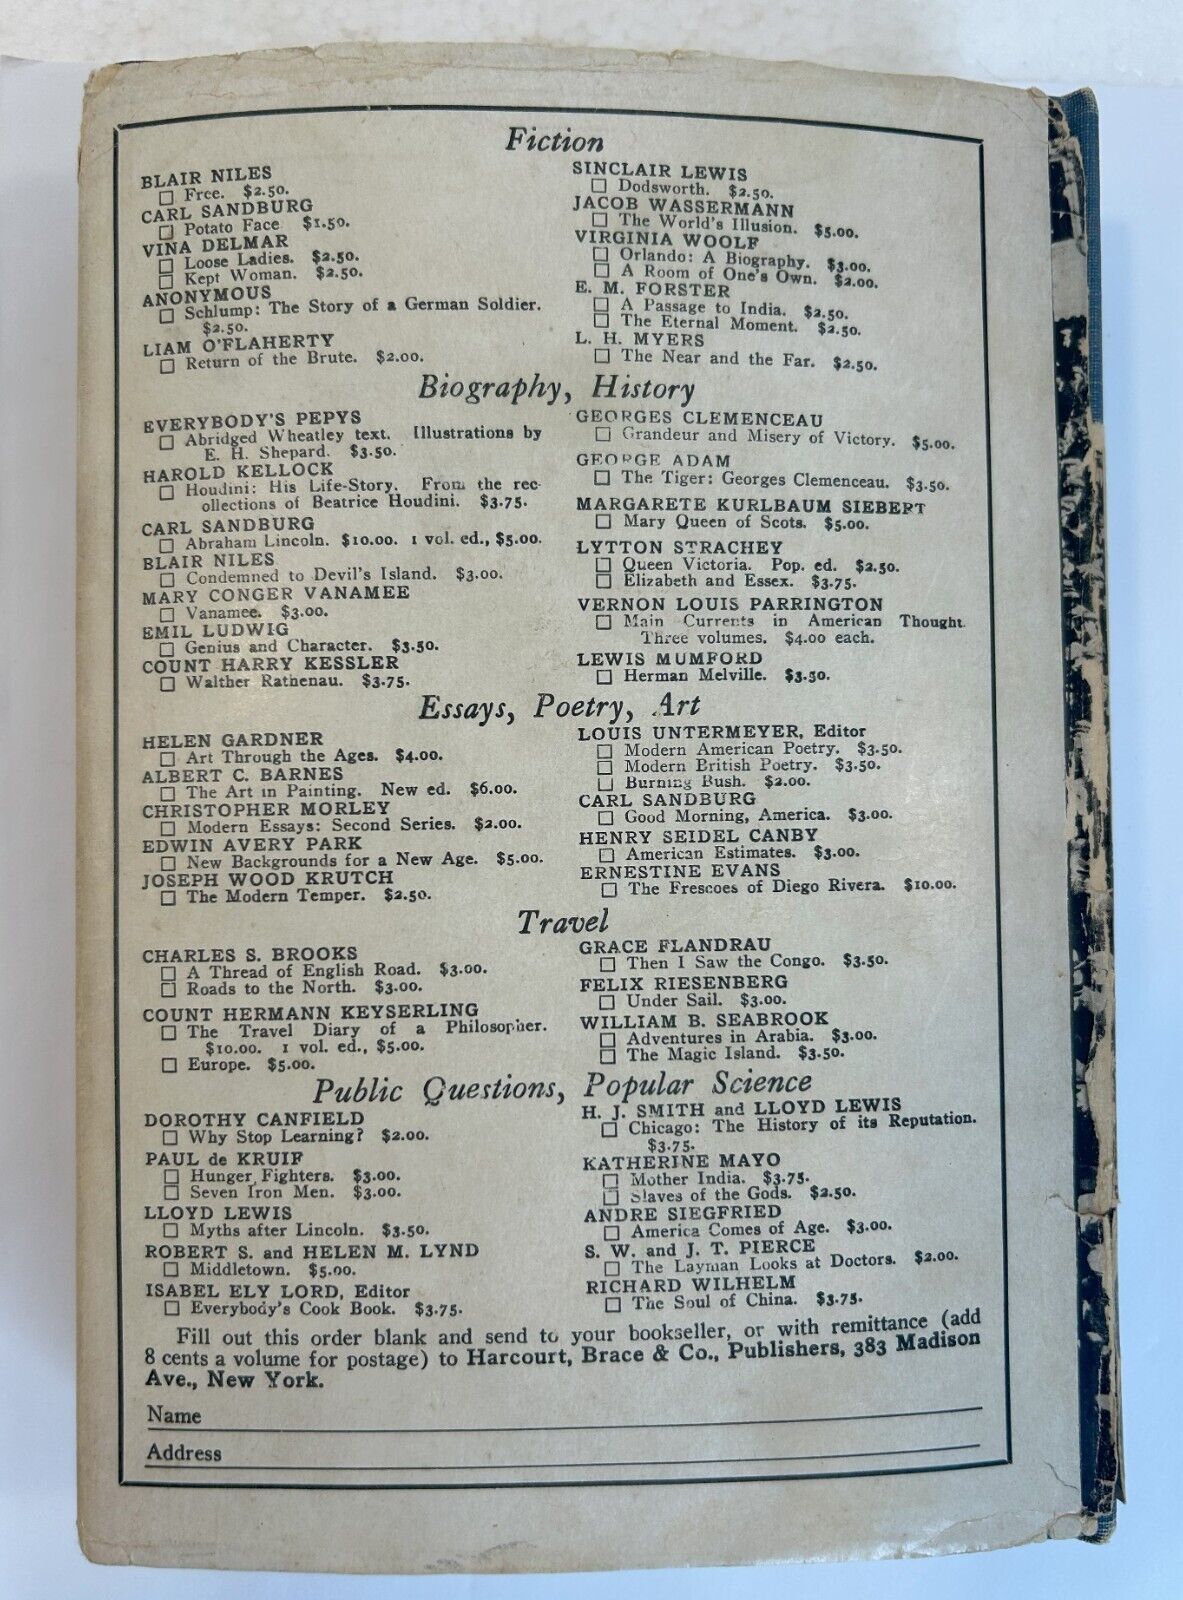 Fiction
BLAIR NILES
Free. $2.50.
CARL SANDBURG
Potato Face $1.50.
VINA DELMAR
Loose Ladies. $2.50.
Kept Woman. $2.50.
ANONYMOUS
Schlump: The Story of a German Soldier.
$2.50.
LIAM O'FLAHERTY
Return of the Brute. $2.00.
SINCLAIR LEWIS
Dodsworth. $2.50.
JACOB WASSERMANN
The World's Illusion. $5.00.
VIRGINIA WOOLF
Orlando: A Biography. $3.00.
A Room of One's Own. $2.00.
E. M. FORSTER
A Passage to India. $2.50.
The Eternal Moment. $2.50.
L. H. MYERS
The Near and the Far. $2.50.
Biography, History
EVERYBODY'S PEPYS
Abridged Wheatley text. Illustrations by
E. H. Shepard. $3.50.
HAROLD KELLOCK
Houdini: His Life-Story. From the rec-
ollections of Beatrice Houdini. $3.75.
CARL SANDBURG
Abraham Lincoln. $10.00. 1 vol. ed., $5.00.
BLAIR NILES
Condemned to Devil's Island. $3.00.
MARY CONGER VANAMEE
Vanamee. $3.00.
EMIL LUDWIG
Genius and Character. $3.50.
COUNT HARRY KESSLER
Walther Rathenau. $3.75.
GEORGES CLEMENCEAU
Grandeur and Misery of Victory. $5.00.
GEORGE ADAM
The Tiger: Georges Clemenceau. $3.50.
MARGARETE KURLBAUM SIEBERT
Mary Queen of Scots. $5.00.
LYTTON STRACHEY
Queen Victoria. Pop. ed. $2.50.
Elizabeth and Essex. $3.75.
VERNON LOUIS PARRINGTON
Main Currents in American Thought.
Three volumes. $4.00 each.
LEWIS MUMFORD
Herman Melville. $3.50.
Essays, Poetry, Art
HELEN GARDNER
Art Through the Ages. $4.00.
ALBERT C. BARNES
The Art in Painting. New ed. $6.00.
CHRISTOPHER MORLEY
Modern Essays: Second Series. $2.00.
EDWIN AVERY PARK
New Backgrounds for a New Age. $5.00.
JOSEPH WOOD KRUTCH
The Modern Temper. $2.50.
LOUIS UNTERMEYER, Editor
Modern American Poetry. $3.50.
Modern British Poetry. $3.50.
Burning Bush. $2.00.
CARL SANDBURG
Good Morning, America. $3.00.
HENRY SEIDEL CANBY
American Estimates. $3.00.
ERNESTINE EVANS
The Frescoes of Diego Rivera. $10.00.
Travel
CHARLES S. BROOKS
A Thread of English Road. $3.00.
Roads to the North. $3.00.
COUNT HERMANN KEYSERLING
The Travel Diary of a Philosopher.
$10.00. 1 vol. ed., $5.00.
Europe. $5.00.
GRACE FLANDRAU
Then I Saw the Congo. $3.50.
FELIX RIESENBERG
Under Sail. $3.00.
WILLIAM B. SEABROOK
Adventures in Arabia. $3.00.
The Magic Island. $3.50.
Public Questions, Popular Science
DOROTHY CANFIELD
Why Stop Learning? $2.00.
PAUL de KRUIF
Hunger Fighters. $3.00.
Seven Iron Men. $3.00.
LLOYD LEWIS
Myths after Lincoln. $3.50.
ROBERT S. and HELEN M. LYND
Middletown. $5.00.
ISABEL ELY LORD, Editor
Everybody's Cook Book. $3.75.
H. J. SMITH and LLOYD LEWIS
Chicago: The History of its Reputation.
$3.75.
KATHERINE MAYO
Mother India. $3.75.
Slaves of the Gods. $2.50.
ANDRE SIEGFRIED
America Comes of Age. $3.00.
S. W. and J. T. PIERCE
The Layman Looks at Doctors. $2.00.
RICHARD WILHELM
The Soul of China. $3.75.
Fill out this order blank and send to your bookseller, or with remittance (add
8 cents a volume for postage) to Harcourt, Brace & Co., Publishers, 383 Madison
Ave., New York.
Name
Address